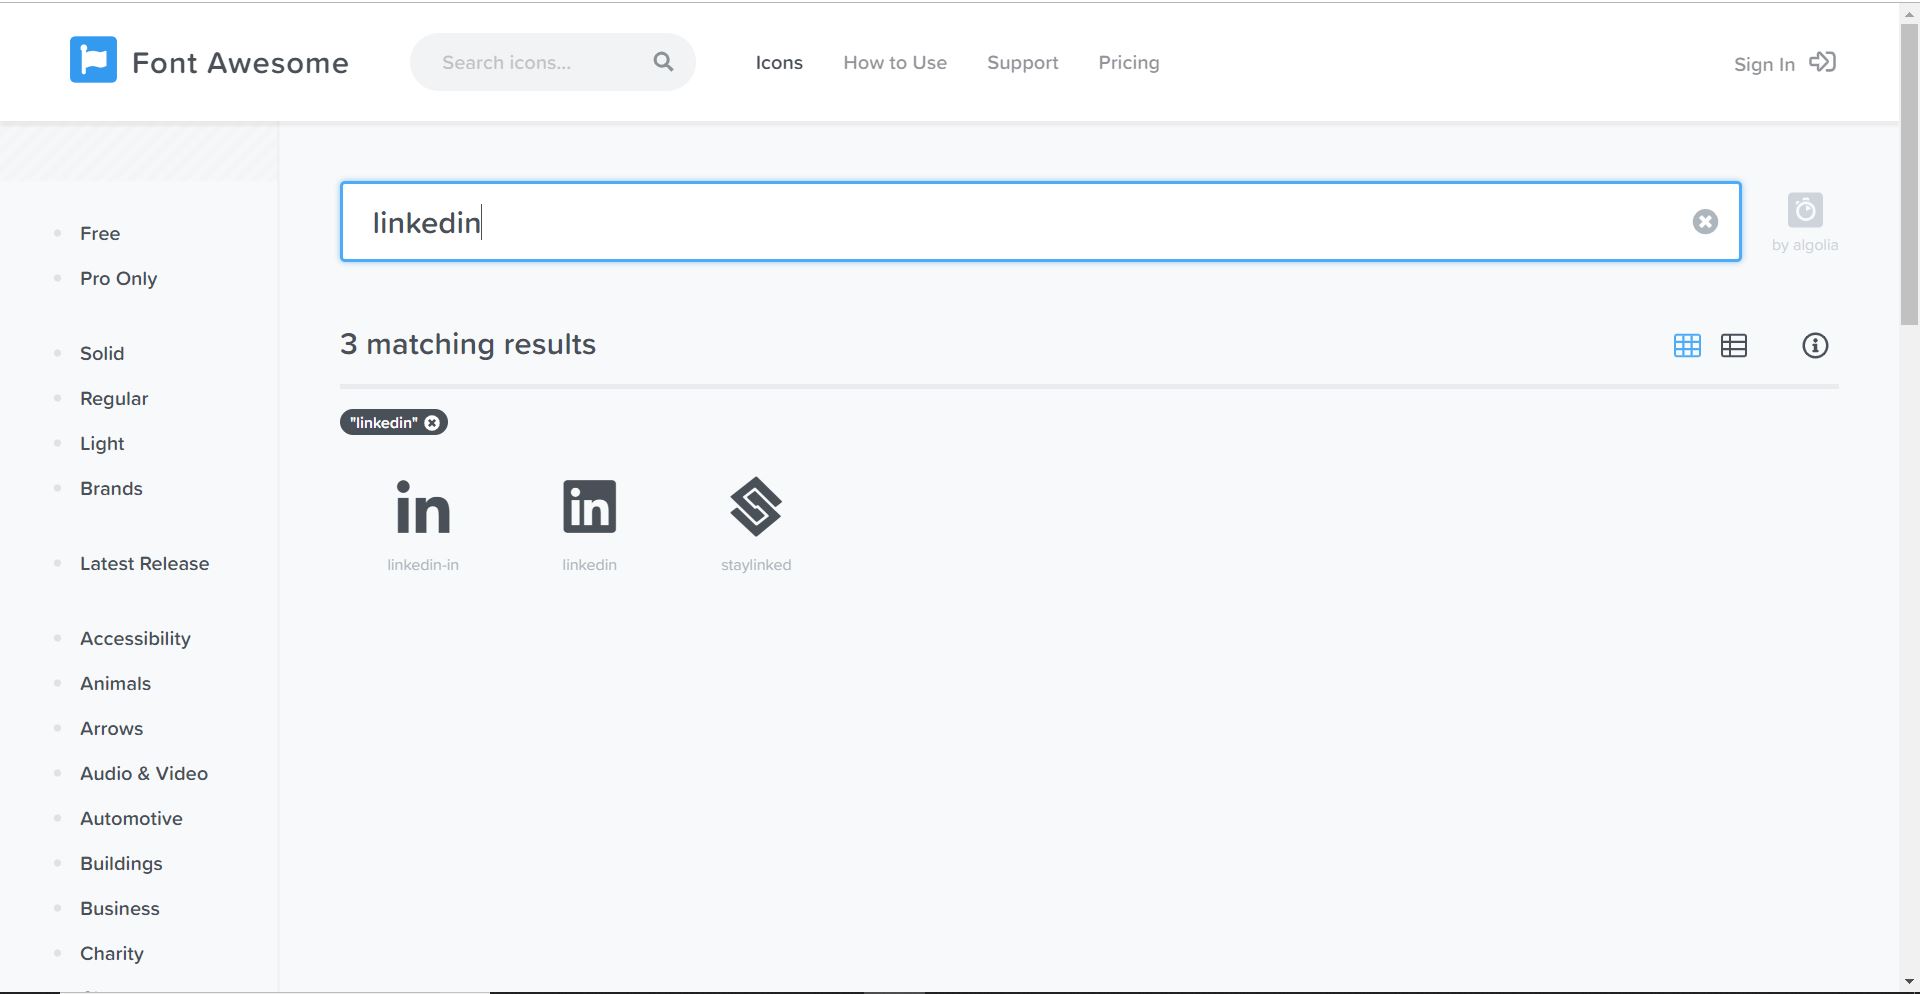 Font Awesome
Search icons...
Icons
How to Use
Support
Pricing
Sign In
linkedin
by algolia
Free
Pro Only
Solid
Regular
Light
Brands
Latest Release
Accessibility
Animals
Arrows
Audio & Video
Automotive
Buildings
Business
Charity
3 matching results
"linkedin"
in
in
linkedin-in
linkedin
staylinked